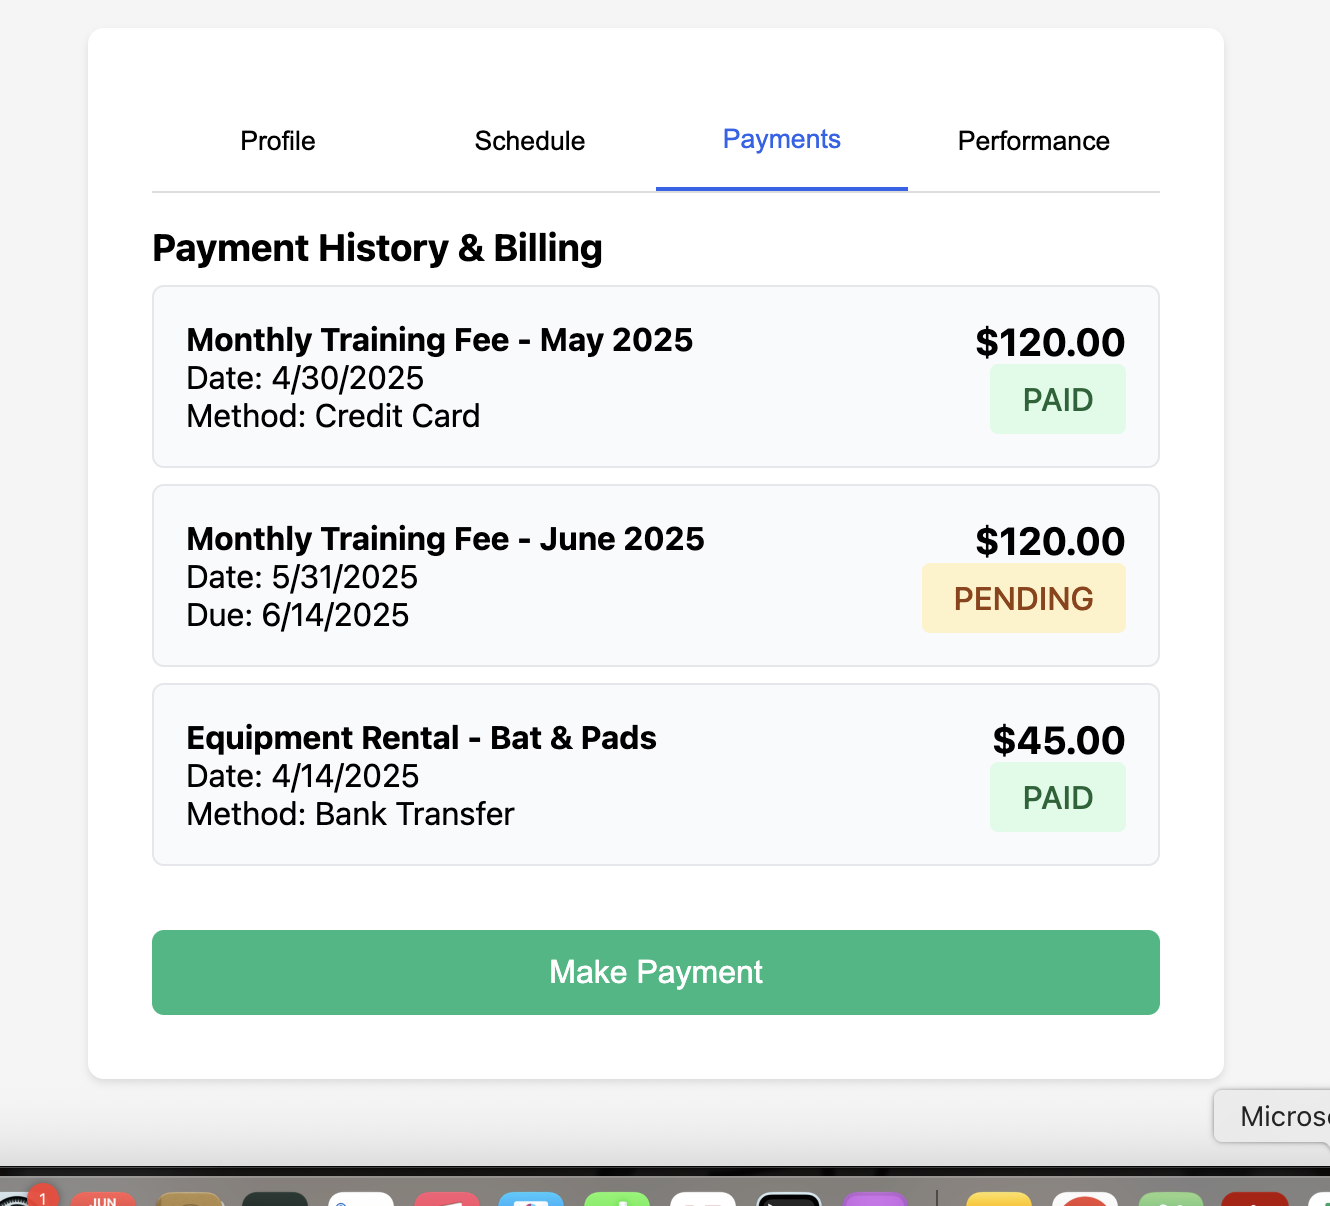 Profile
Schedule
Payments
Performance
Payment History & Billing
Monthly Training Fee - May 2025
$120.00
Date: 4/30/2025
PAID
Method: Credit Card
Monthly Training Fee - June 2025
$120.00
Date: 5/31/2025
PENDING
Due: 6/14/2025
Equipment Rental - Bat & Pads
$45.00
Date: 4/14/2025
PAID
Method: Bank Transfer
Make Payment
Micros
1
JUN